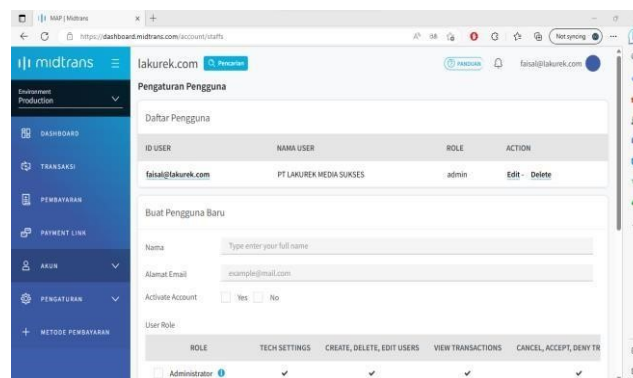 MAP | Midtrans
https://dashboard.midtrans.com/account/staffs
Not syncing
midtrans
lakurek.com
Pencarian
PANDUAN
faisal@lakurek.com
Environment
Production
Pengaturan Pengguna
Daftar Pengguna
ID USER NAMA USER ROLE ACTION
faisal@lakurek.com PT LAKUREK MEDIA SUKSES admin Edit - Delete
DASHBOARD
TRANSAKSI
PEMBAYARAN
PAYMENT LINK
AKUN
PENGATURAN
METODE PEMBAYARAN
Buat Pengguna Baru
Nama Type enter your full name
Alamat Email example@mail.com
Activate Account Yes No
User Role
ROLE TECH SETTINGS CREATE, DELETE, EDIT USERS VIEW TRANSACTIONS CANCEL, ACCEPT, DENY TR
Administrator